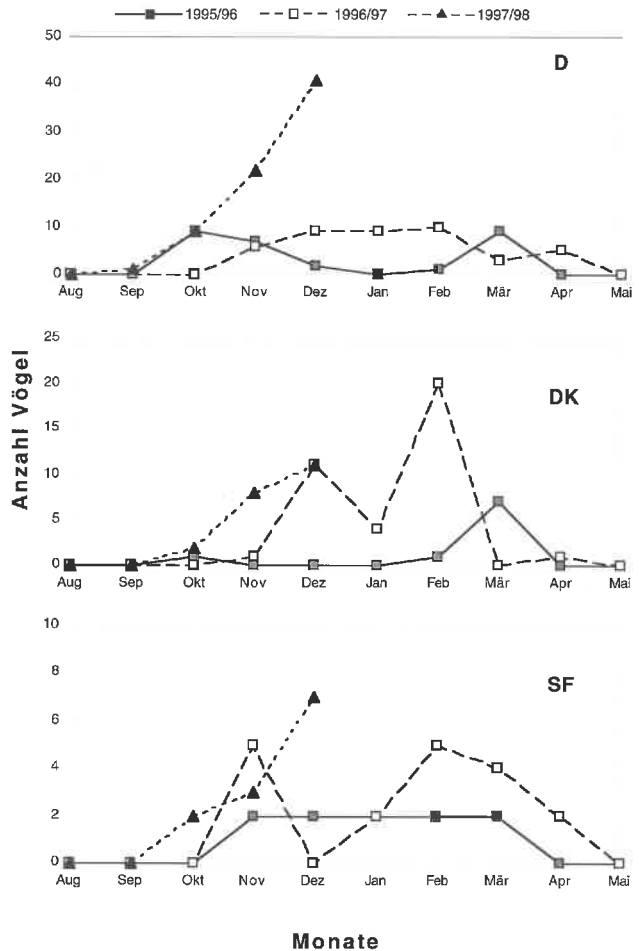 1995/96 1996/97 1997/98
50
D
40
30
20
10
0
Aug Sep Okt Nov Dez Jan Feb Mär Apr Mai
25
20
DK
15
10
5
0
Aug Sep Okt Nov Dez Jan Feb Mär Apr Mai
Anzahl Vögel
10
8
SF
6
4
2
0
Aug Sep Okt Nov Dez Jan Feb Mär Apr Mai
Monate